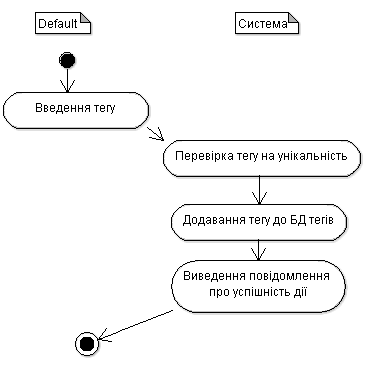 Default
Система
Введення тегу
Перевірка тегу на унікальність
Додавання тегу до БД тегів
Виведення повідомлення
про успішність дії